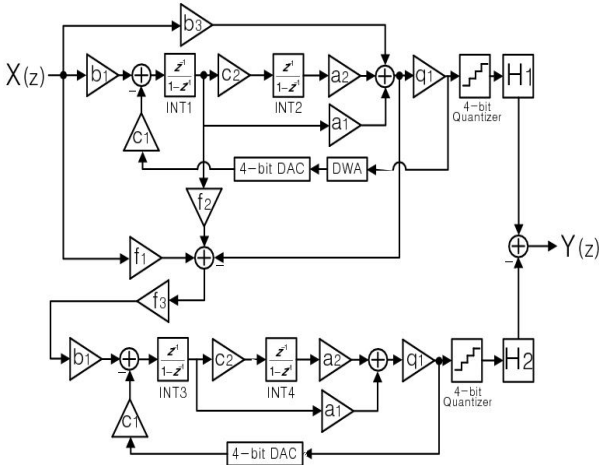 b3
X(z)
b1
z-1
1-z-1
INT1
c2
z-1
1-z-1
INT2
a2
q1
4-bit
Quantizer
H1
a1
c1
4-bit DAC
DWA
f2
f1
Y(z)
f3
b1
z-1
1-z-1
INT3
c2
z-1
1-z-1
INT4
a2
q1
4-bit
Quantizer
H2
a1
c1
4-bit DAC